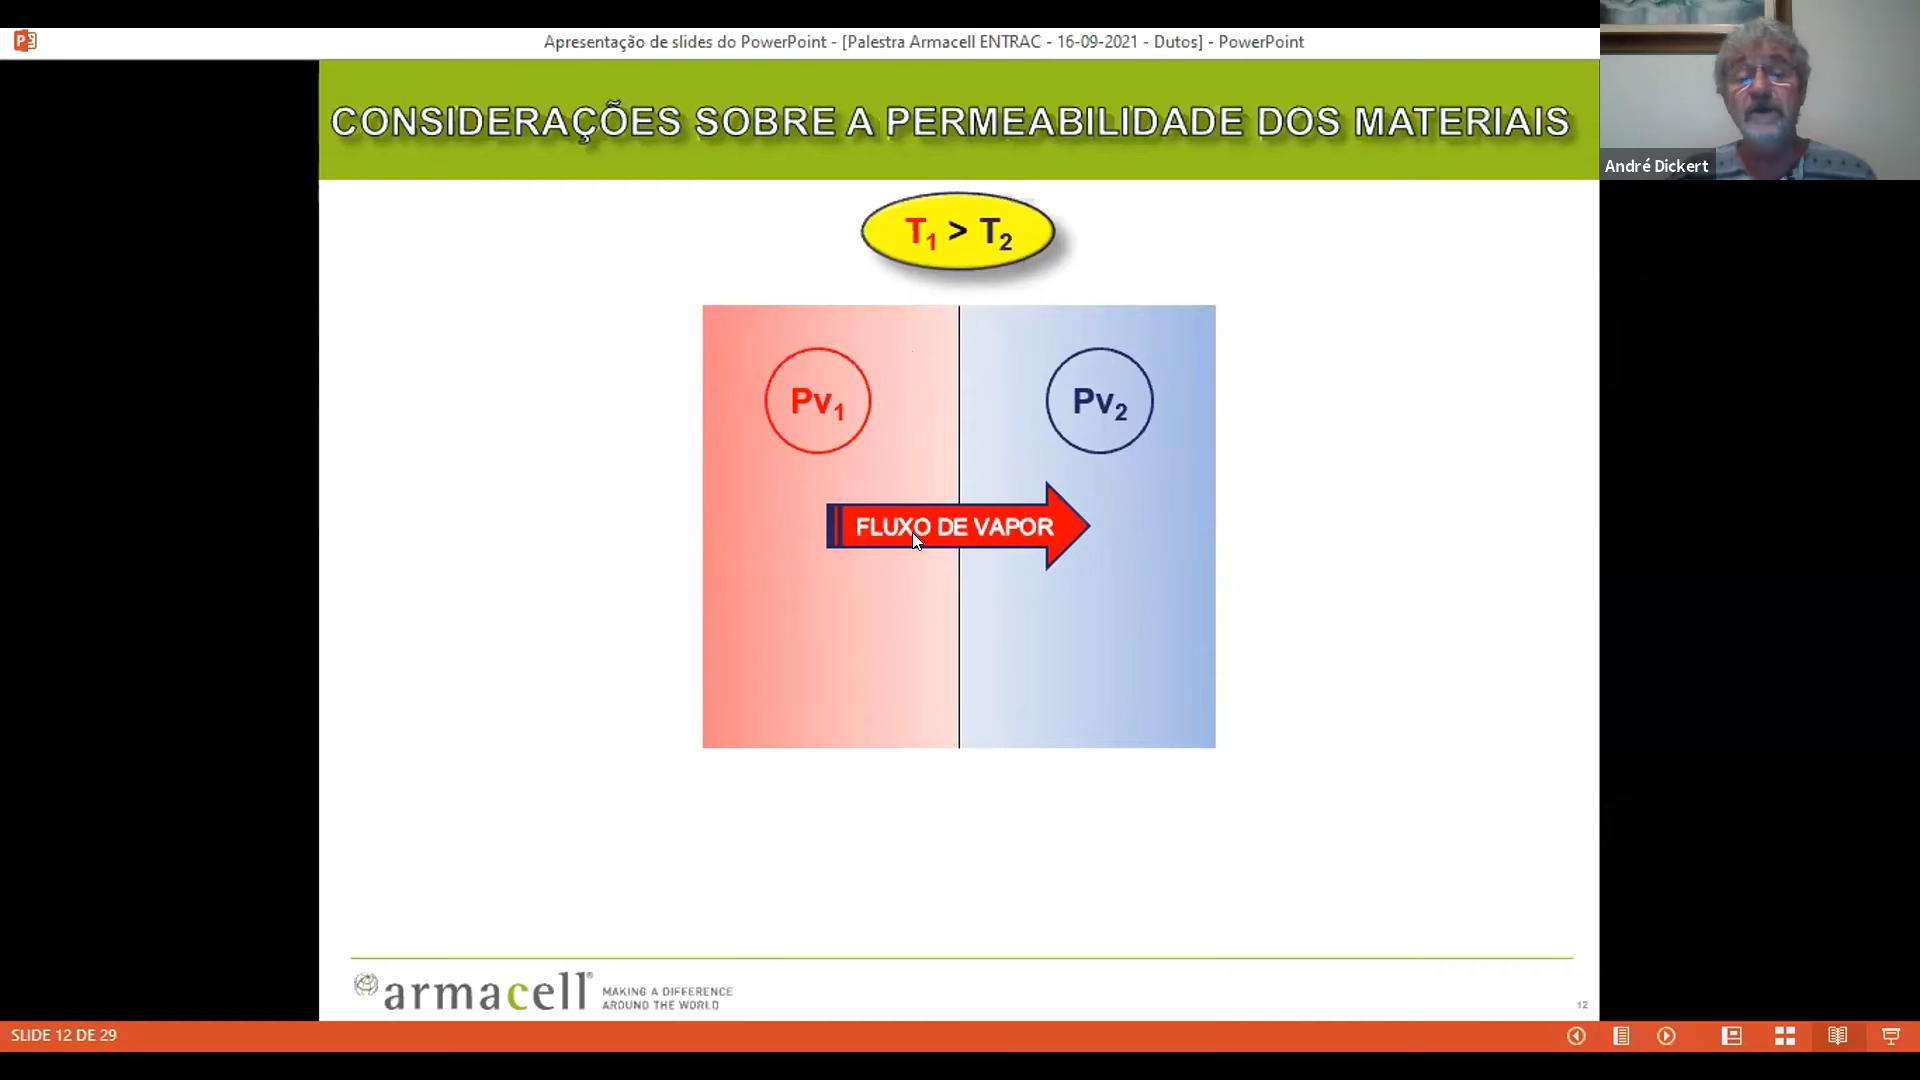 Apresentação de slides do PowerPoint - [Palestra Armacell ENTRAC - 16-09-2021 - Dutos] - PowerPoint
CONSIDERAÇÕES SOBRE A PERMEABILIDADE DOS MATERIAIS
André Dickert
T1 > T2
Pv1
Pv2
FLUXO DE VAPOR
armacell® MAKING A DIFFERENCE
AROUND THE WORLD
12
SLIDE 12 DE 29